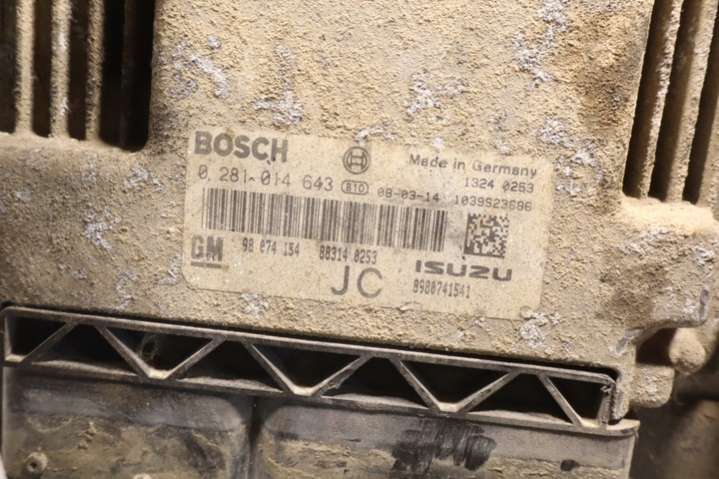 BOSCH
Made in Germany
0 281 014 643 810 08-03-14
1324 0253
1039S23696
GM 98 074 154 88314 0253
ISUZU
JC
8980741541